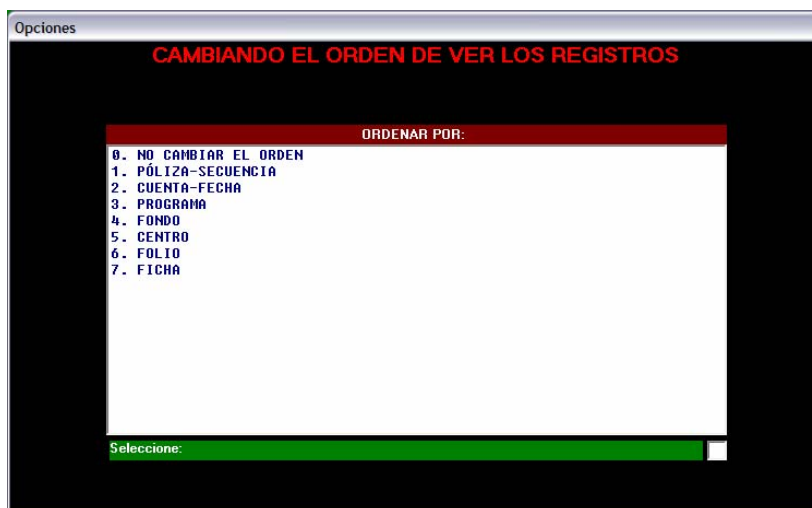 Opciones
CAMBIANDO EL ORDEN DE VER LOS REGISTROS
ORDENAR POR:
0. NO CAMBIAR EL ORDEN
1. PÓLIZA-SECUENCIA
2. CUENTA-FECHA
3. PROGRAMA
4. FONDO
5. CENTRO
6. FOLIO
7. FICHA
Seleccione: